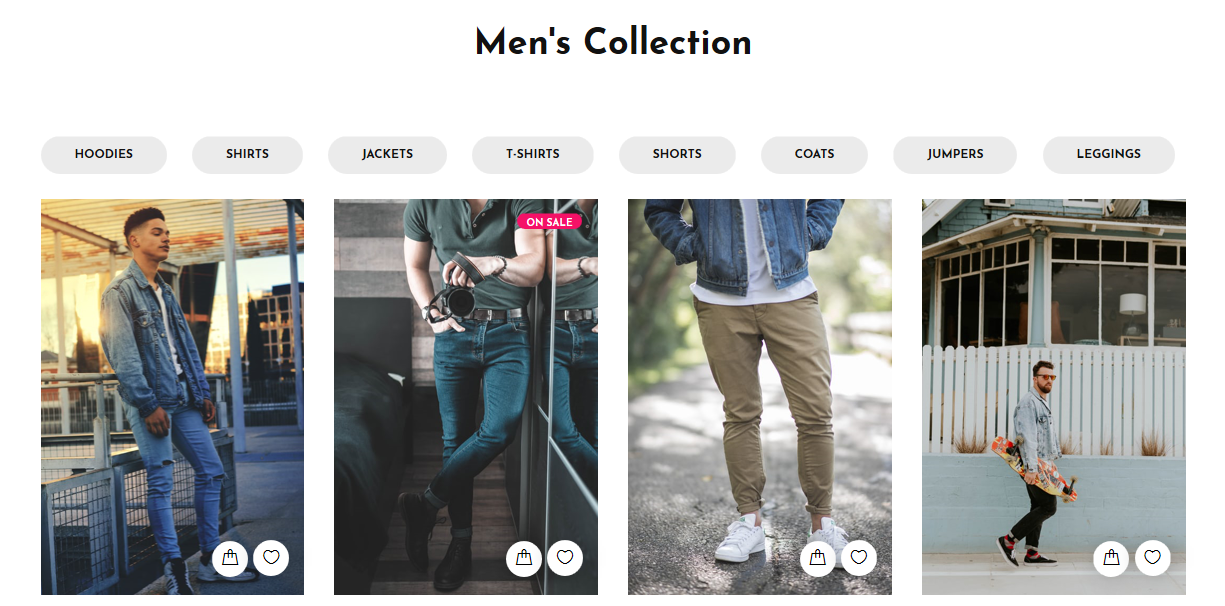 Men's Collection
HOODIES SHIRTS JACKETS T-SHIRTS SHORTS COATS JUMPERS LEGGINGS
ON SALE